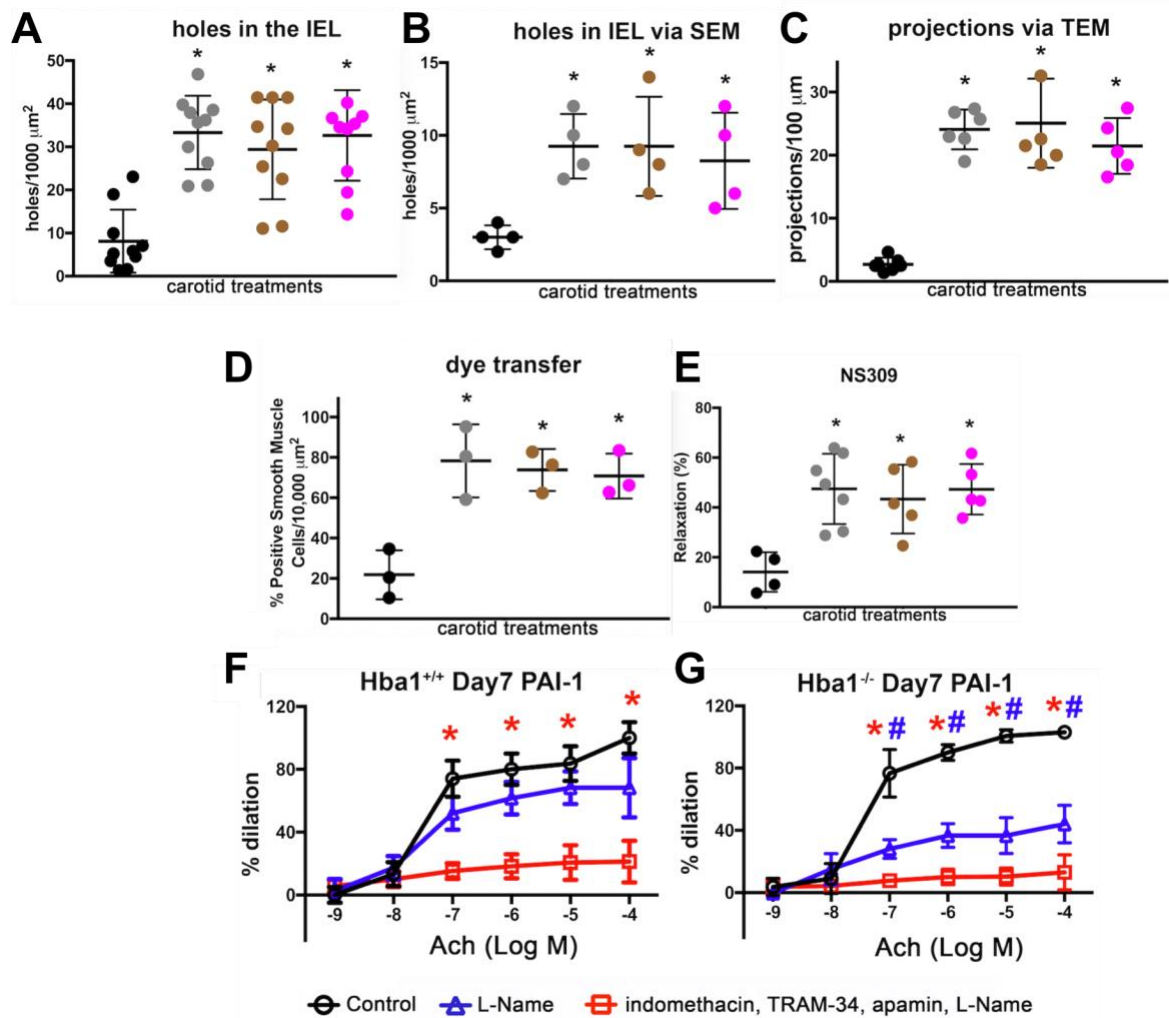 A
holes in the IEL
holes/1000 μm2
50
40
30
20
10
0
*
*
*
carotid treatments
B
holes in IEL via SEM
holes/1000 μm2
15
10
5
0
*
*
*
carotid treatments
C
projections via TEM
projections/100 μm
30
20
10
0
*
*
*
carotid treatments
D
dye transfer
% Positive Smooth Muscle
Cells/10,000 μm2
100
80
60
40
20
0
*
*
*
carotid treatments
E
NS309
Relaxation (%)
80
60
40
20
0
*
*
*
carotid treatments
F
Hba1+/+ Day7 PAI-1
% dilation
120
80
40
0
* * * *
-9 -8 -7 -6 -5 -4
Ach (Log M)
G
Hba1-/- Day7 PAI-1
% dilation
120
80
40
0
*# *# *# *#
-9 -8 -7 -6 -5 -4
Ach (Log M)
Control L-Name indomethacin, TRAM-34, apamin, L-Name